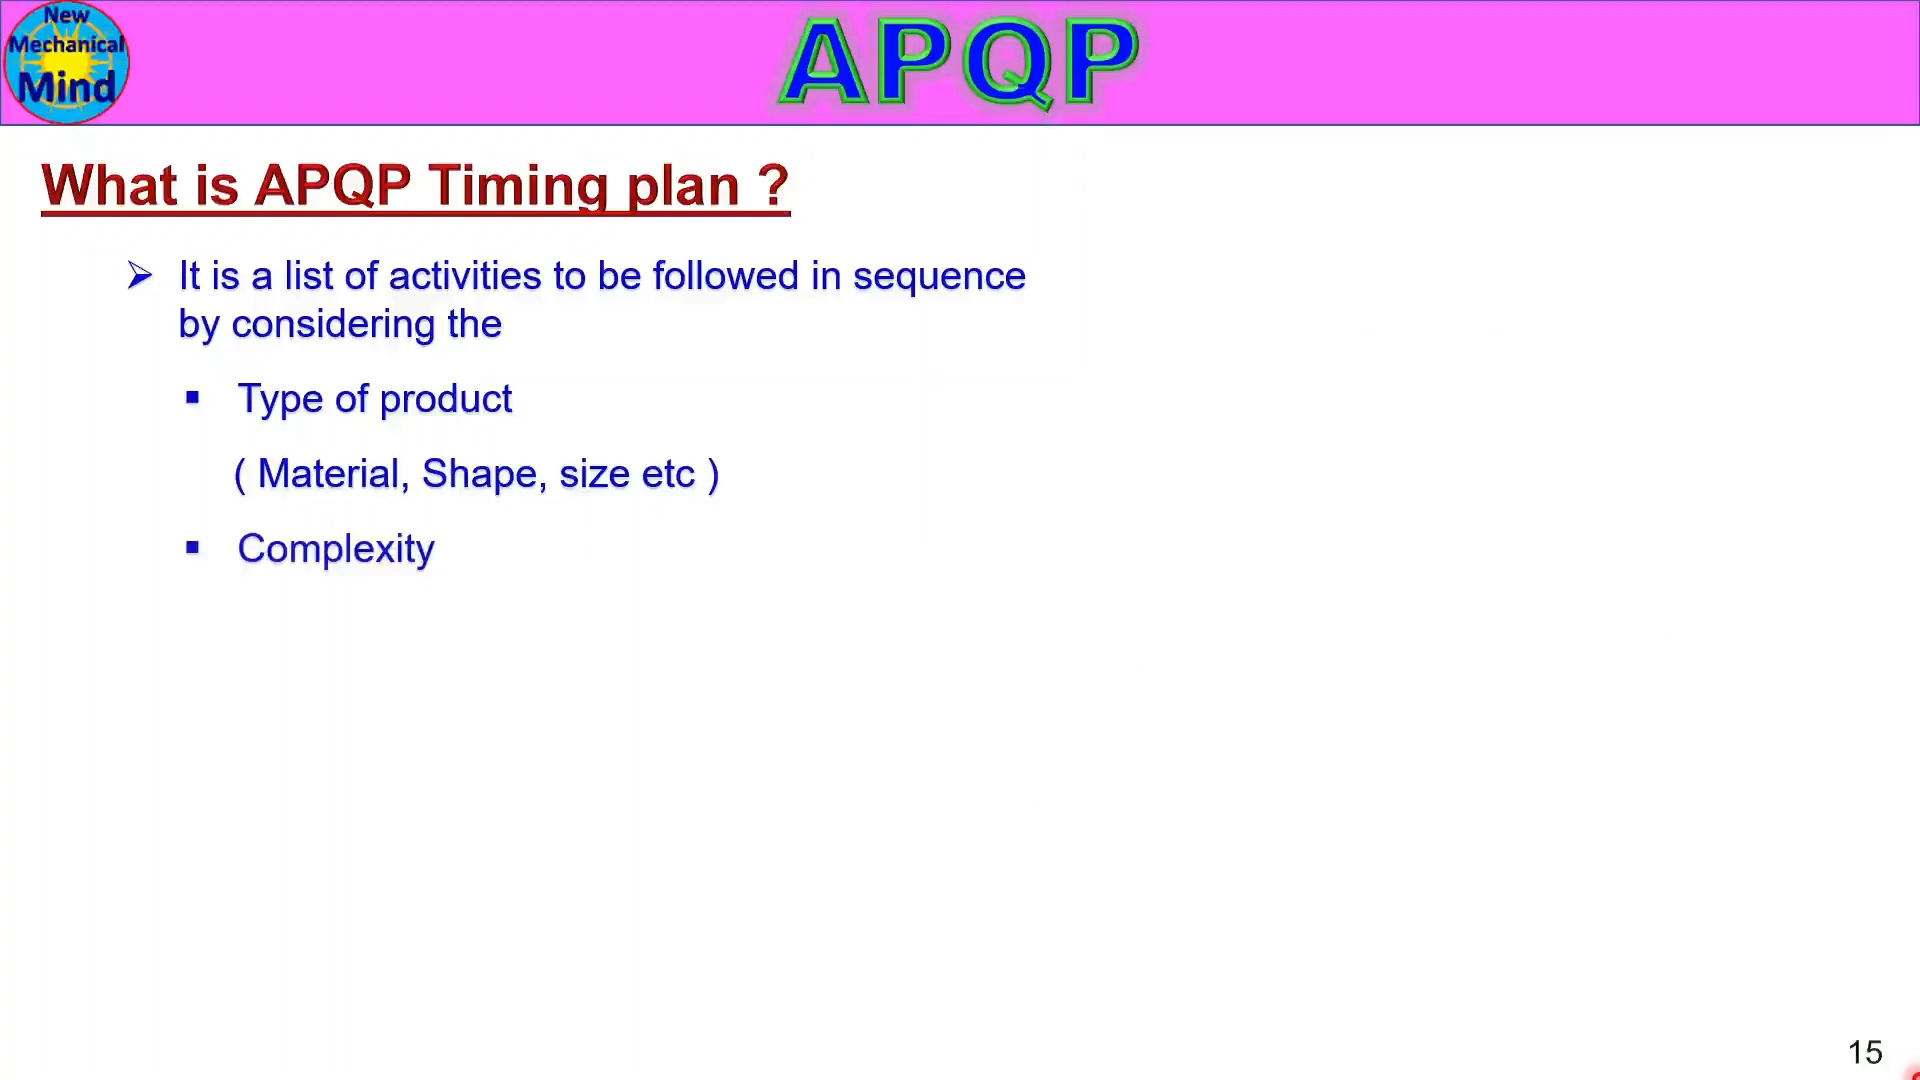 New
Mechanical
Mind
APQP
What is APQP Timing plan ?
It is a list of activities to be followed in sequence
by considering the
Type of product
( Material, Shape, size etc )
Complexity
15